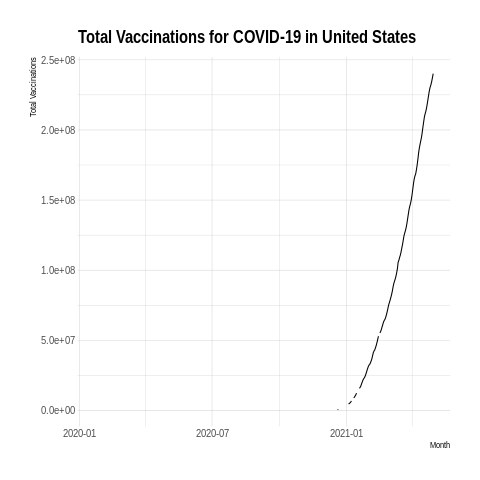 Total Vaccinations for COVID-19 in United States
Total Vaccinations
2.5e+08
2.0e+08
1.5e+08
1.0e+08
5.0e+07
0.0e+00
2020-01 2020-07 2021-01
Month